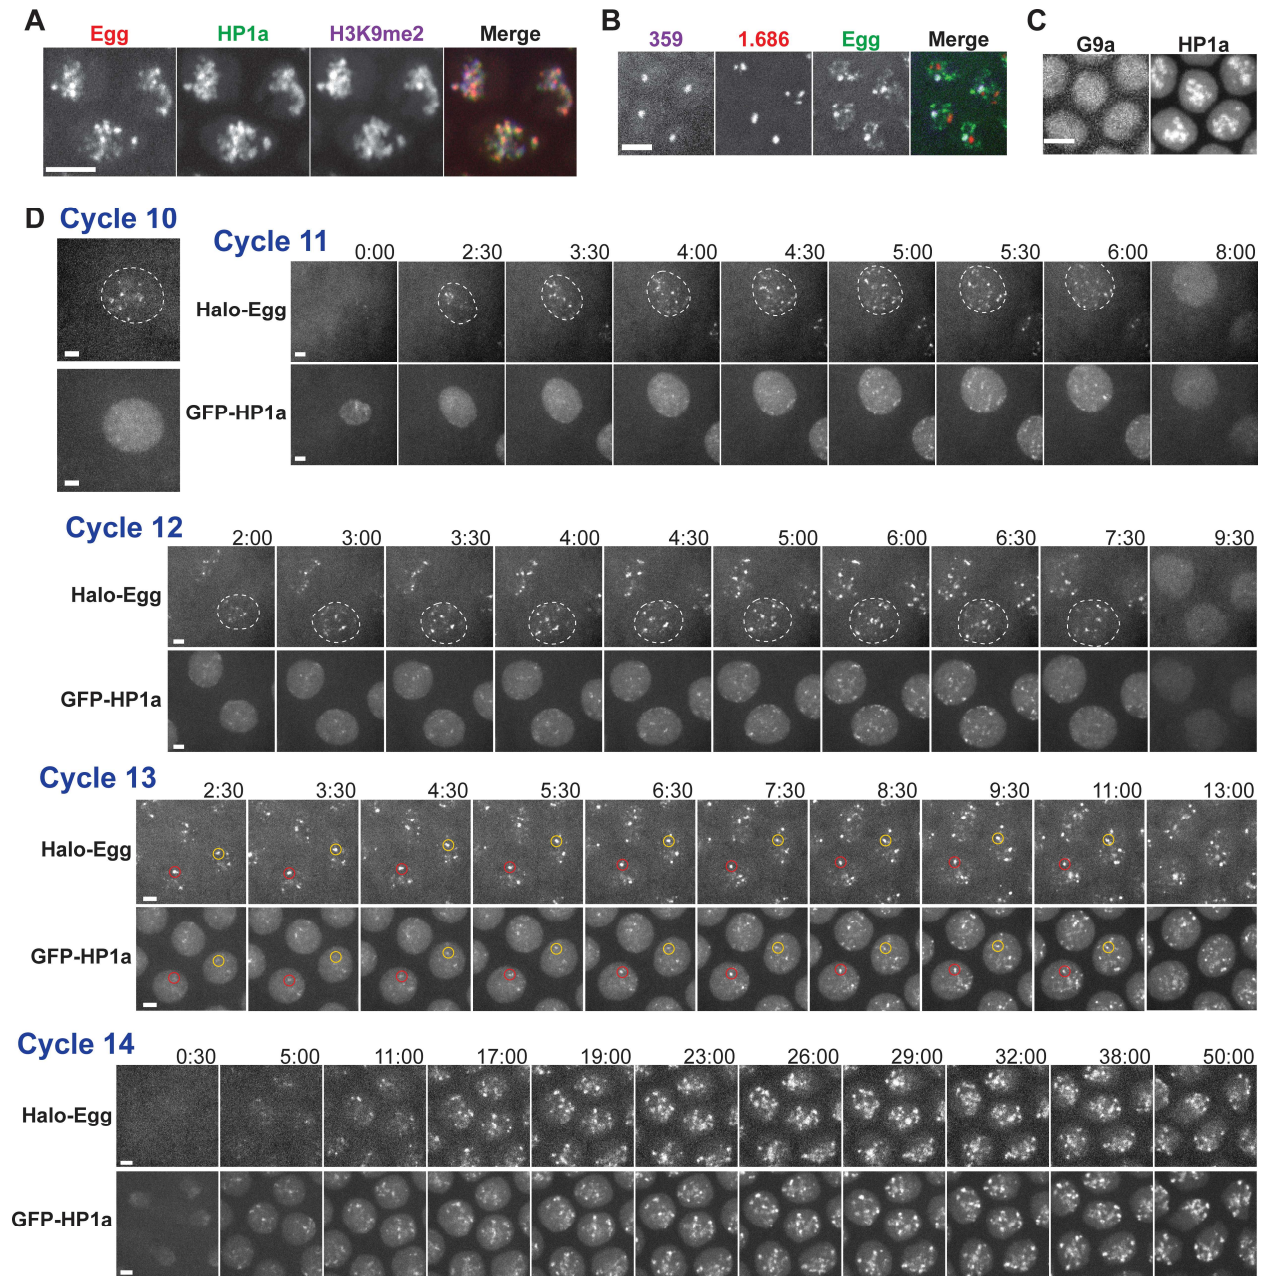 A
Egg HP1a H3K9me2 Merge
B
359 1.686 Egg Merge
C
G9a HP1a
D
Cycle 10
Cycle 11
0:00 2:30 3:30 4:00 4:30 5:00 5:30 6:00 8:00
Halo-Egg
GFP-HP1a
Cycle 12
2:00 3:00 3:30 4:00 4:30 5:00 6:00 6:30 7:30 9:30
Halo-Egg
GFP-HP1a
Cycle 13
2:30 3:30 4:30 5:30 6:30 7:30 8:30 9:30 11:00 13:00
Halo-Egg
GFP-HP1a
Cycle 14
0:30 5:00 11:00 17:00 19:00 23:00 26:00 29:00 32:00 38:00 50:00
Halo-Egg
GFP-HP1a